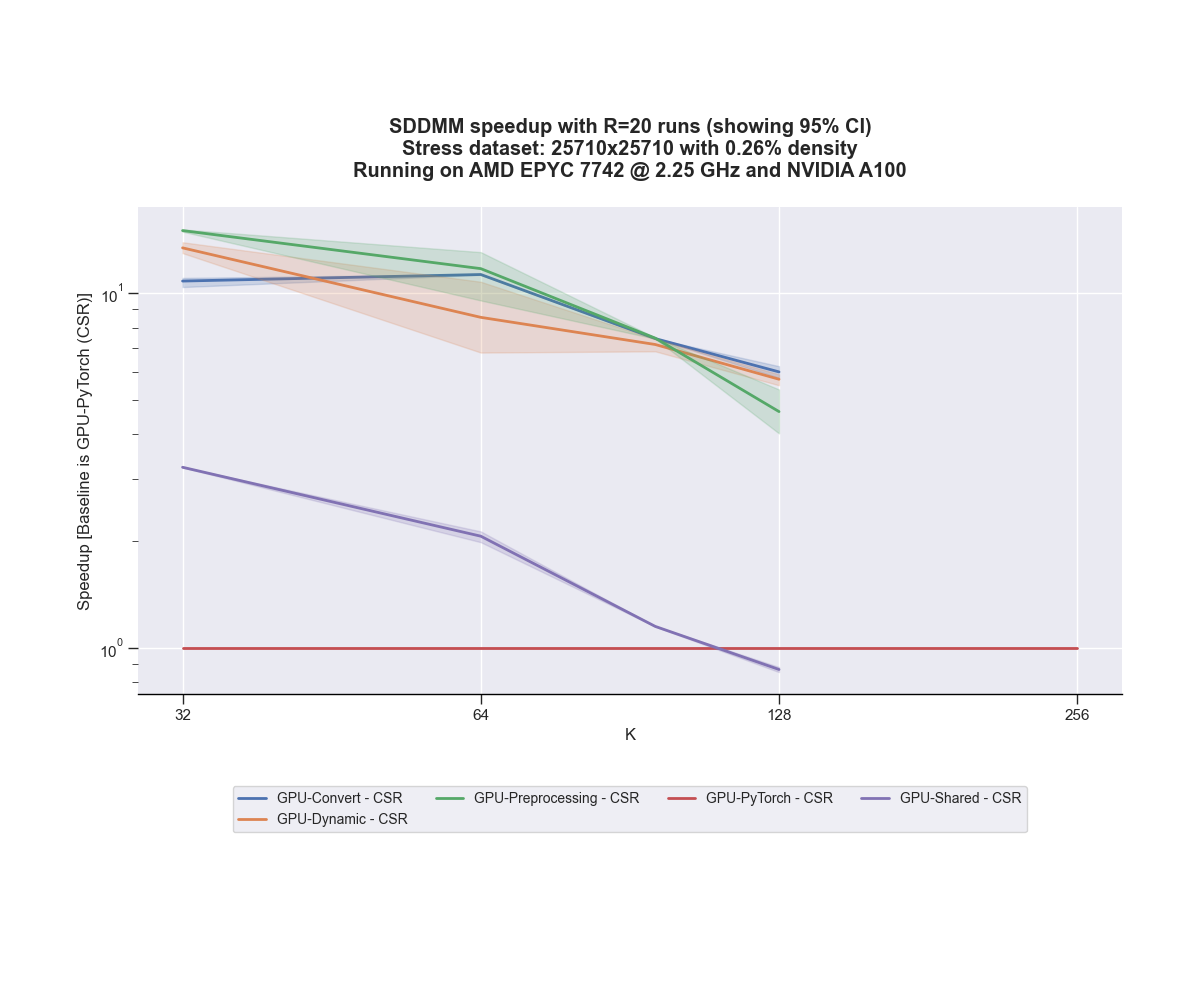 SDDMM speedup with R=20 runs (showing 95% CI)
Stress dataset: 25710x25710 with 0.26% density
Running on AMD EPYC 7742 @ 2.25 GHz and NVIDIA A100
Speedup [Baseline is GPU-PyTorch (CSR)]
10^1
10^0
32 64 128 256
K
GPU-Convert - CSR GPU-Preprocessing - CSR GPU-PyTorch - CSR GPU-Shared - CSR
GPU-Dynamic - CSR